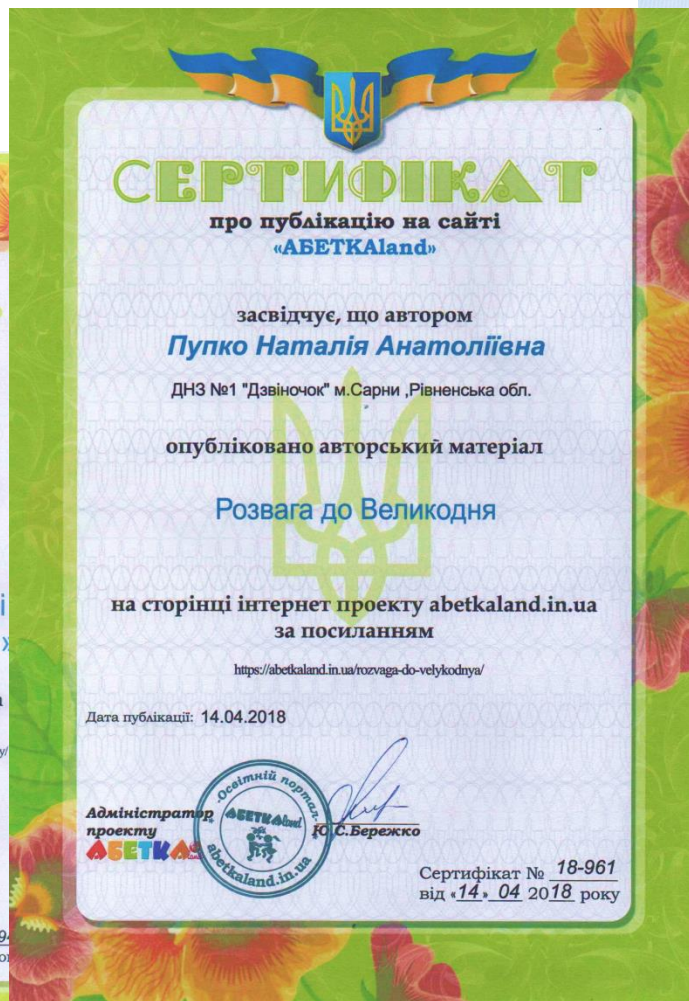 СЕРТИФІКАТ
про публікацію на сайті
«АБЕТКАland»
засвідчує, що автором
Пупко Наталія Анатоліївна
ДНЗ №1 "Дзвіночок" м.Сарни ,Рівненська обл.
опубліковано авторський матеріал
Розвага до Великодня
на сторінці інтернет проекту abetkaland.in.ua
за посиланням
https://abetkaland.in.ua/rozvaga-do-velykodnya/
Дата публікації: 14.04.2018
Адміністратор
проекту
АБЕТКАland
Освітній портал
АБЕТКАland
abetkaland.in.ua
Ю.С.Бережко
Сертифікат № 18-961
від «14» 04 2018 року